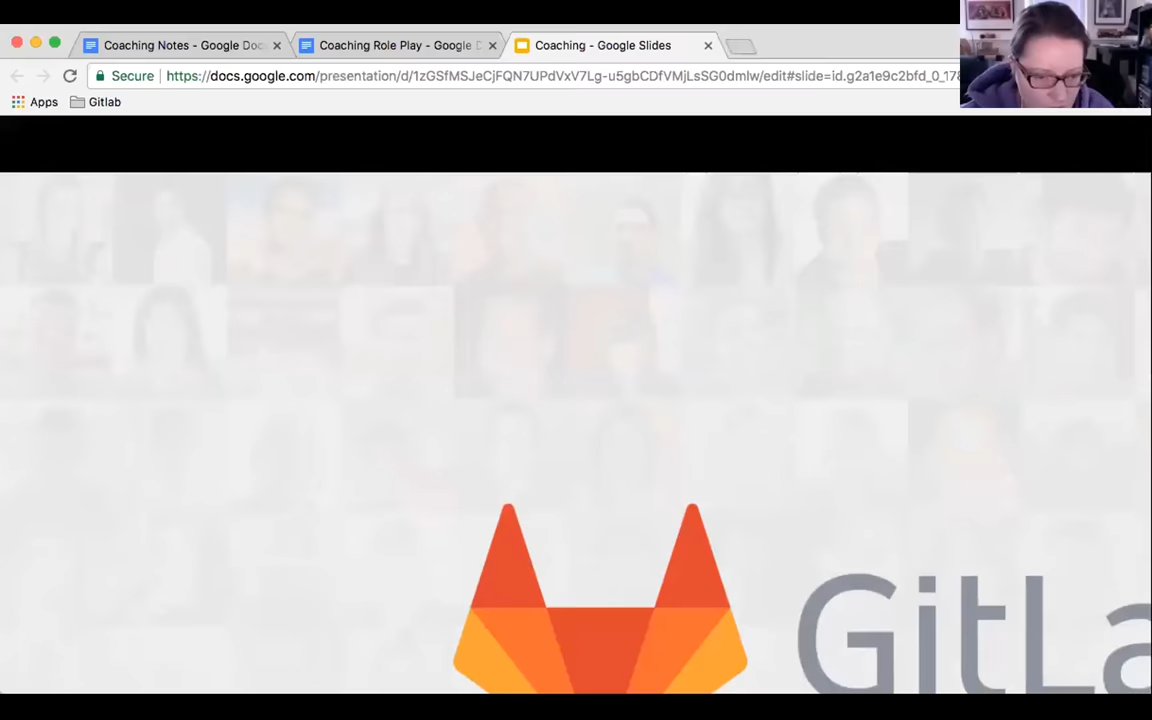 Coaching Notes - Google Doc
Coaching Role Play - Google D
Coaching - Google Slides
Secure
https://docs.google.com/presentation/d/1zGSfMSJeCjFQN7UPdVxV7Lg-u5gbCDfVMjLsSG0dmlw/edit#slide=id.g2a1e9c2bfd_0_178
Apps
Gitlab
GitLa